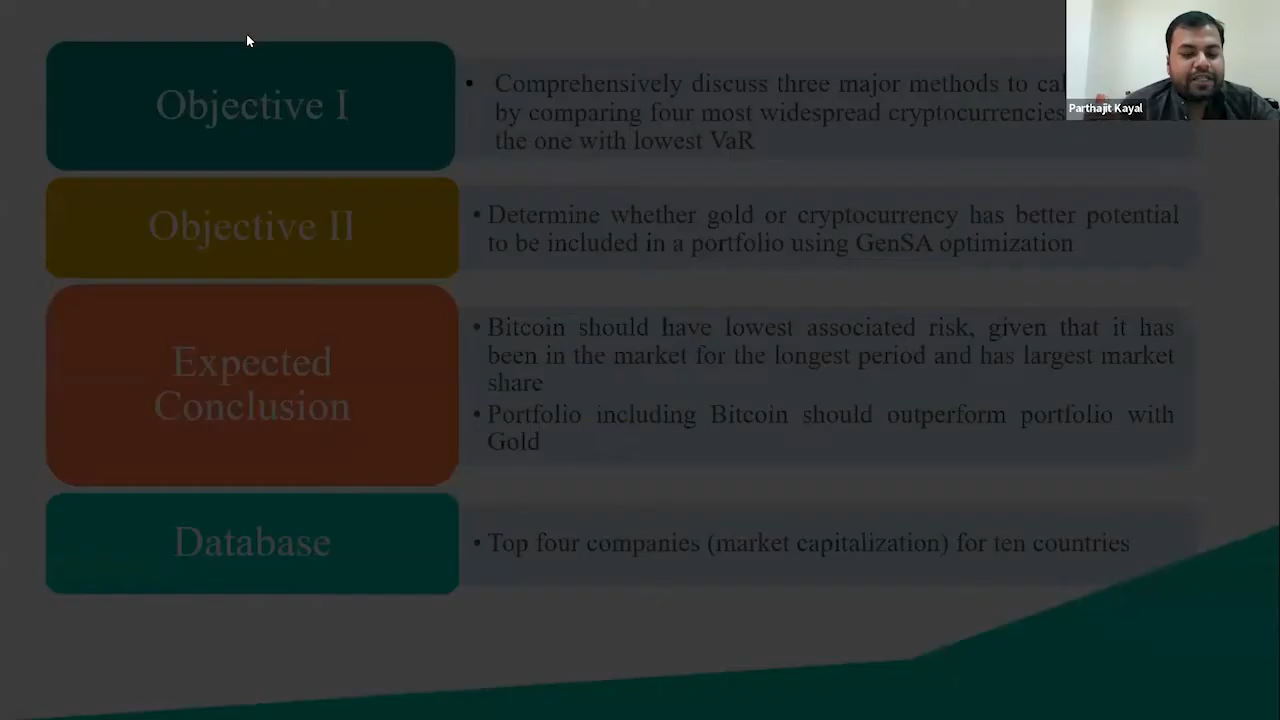 Objective I
• Comprehensively discuss three major methods to
by comparing four most widespread cryptocurrencies
the one with lowest VaR
Parthajit Kayal
Objective II
• Determine whether gold or cryptocurrency has better potential
to be included in a portfolio using GenSA optimization
Expected
Conclusion
• Bitcoin should have lowest associated risk, given that it has
been in the market for the longest period and has largest market
share
• Portfolio including Bitcoin should outperform portfolio with
Gold
Database
• Top four companies (market capitalization) for ten countries